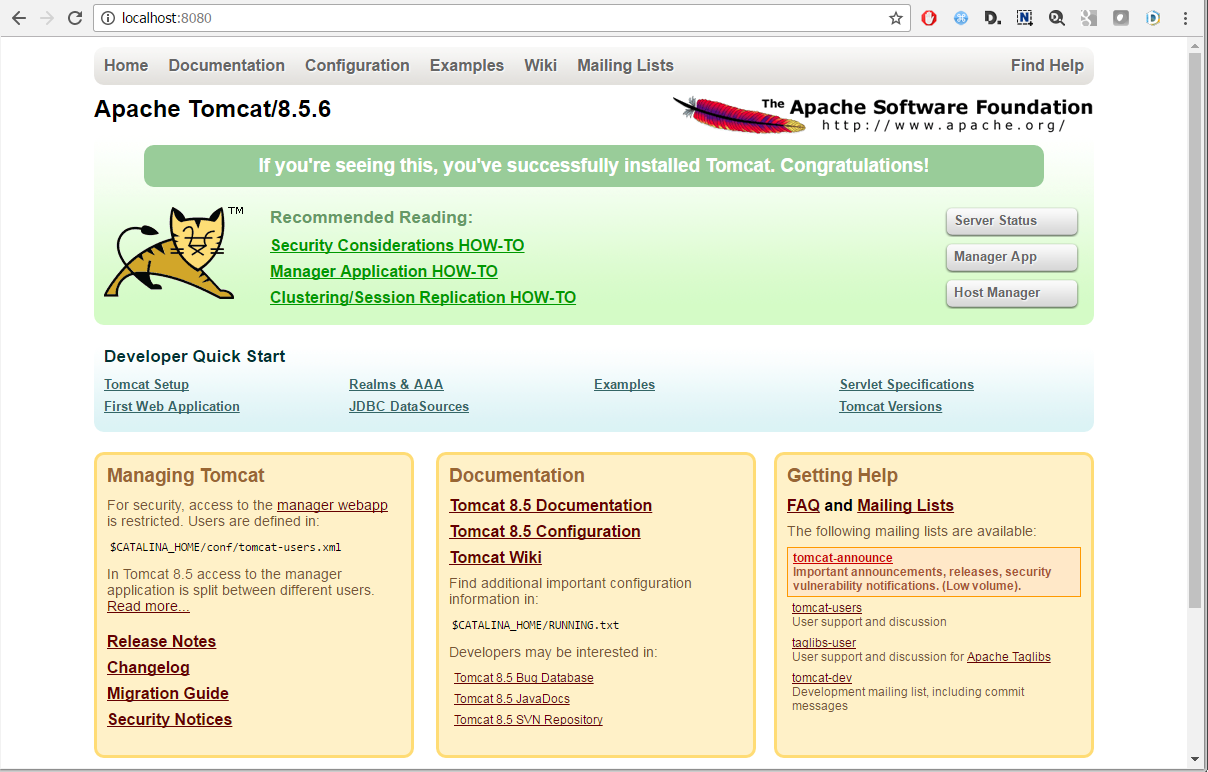 localhost:8080
Home Documentation Configuration Examples Wiki Mailing Lists Find Help
Apache Tomcat/8.5.6
The Apache Software Foundation
http://www.apache.org/
If you're seeing this, you've successfully installed Tomcat. Congratulations!
TM
Recommended Reading:
Security Considerations HOW-TO
Manager Application HOW-TO
Clustering/Session Replication HOW-TO
Server Status
Manager App
Host Manager
Developer Quick Start
Tomcat Setup
First Web Application
Realms & AAA
JDBC DataSources
Examples
Servlet Specifications
Tomcat Versions
Managing Tomcat
For security, access to the manager webapp
is restricted. Users are defined in:
$CATALINA_HOME/conf/tomcat-users.xml
In Tomcat 8.5 access to the manager
application is split between different users.
Read more...
Release Notes
Changelog
Migration Guide
Security Notices
Documentation
Tomcat 8.5 Documentation
Tomcat 8.5 Configuration
Tomcat Wiki
Find additional important configuration
information in:
$CATALINA_HOME/RUNNING.txt
Developers may be interested in:
Tomcat 8.5 Bug Database
Tomcat 8.5 JavaDocs
Tomcat 8.5 SVN Repository
Getting Help
FAQ and Mailing Lists
The following mailing lists are available:
tomcat-announce
Important announcements, releases, security
vulnerability notifications. (Low volume).
tomcat-users
User support and discussion
taglibs-user
User support and discussion for Apache Taglibs
tomcat-dev
Development mailing list, including commit
messages